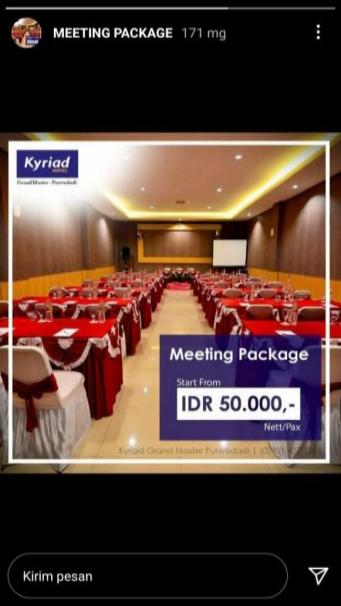 MEETING PACKAGE 171 mg
Kyriad
HOTEL
GrandMaster - Purwodadi
Meeting Package
Start From
IDR 50.000,-
Nett/Pax
Kyriad Grand Master Purwodadi |
Kirim pesan